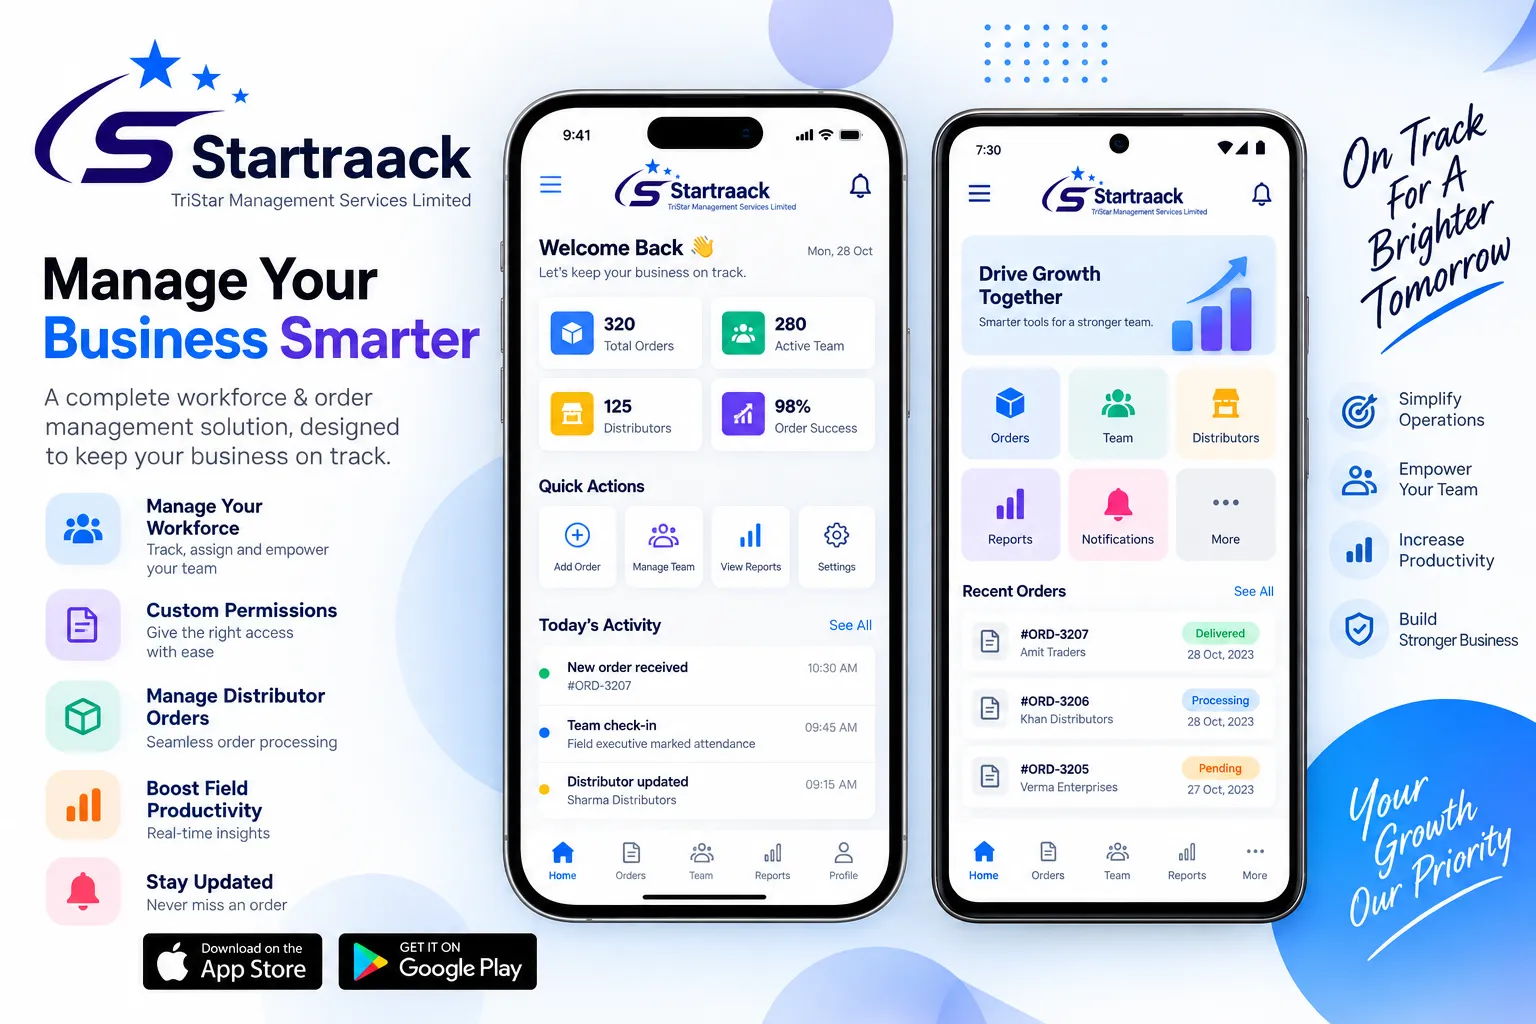 Startraack
TriStar Management Services Limited
Manage Your
Business Smarter
A complete workforce & order
management solution, designed
to keep your business on track.
Manage Your
Workforce
Track, assign and empower
your team
Custom Permissions
Give the right access
with ease
Manage Distributor
Orders
Seamless order processing
Boost Field
Productivity
Real-time insights
Stay Updated
Never miss an order
Download on the
App Store
GET IT ON
Google Play
9:41
Startraack
TriStar Management Services Limited
Welcome Back 👋
Mon, 28 Oct
Let's keep your business on track.
320
Total Orders
280
Active Team
125
Distributors
98%
Order Success
Quick Actions
Add Order
Manage Team
View Reports
Settings
Today's Activity
See All
New order received
10:30 AM
#ORD-3207
Team check-in
09:45 AM
Field executive marked attendance
Distributor updated
09:15 AM
Sharma Distributors
Home
Orders
Team
Reports
Profile
7:30
Startraack
TriStar Management Services Limited
Drive Growth
Together
Smarter tools for a stronger team.
Orders
Team
Distributors
Reports
Notifications
More
Recent Orders
See All
#ORD-3207
Delivered
Amit Traders
28 Oct, 2023
#ORD-3206
Processing
Khan Distributors
28 Oct, 2023
#ORD-3205
Pending
Verma Enterprises
27 Oct, 2023
Home
Orders
Team
Reports
More
On Track
For A
Brighter
Tomorrow
Simplify
Operations
Empower
Your Team
Increase
Productivity
Build
Stronger Business
Your
Growth
Our Priority